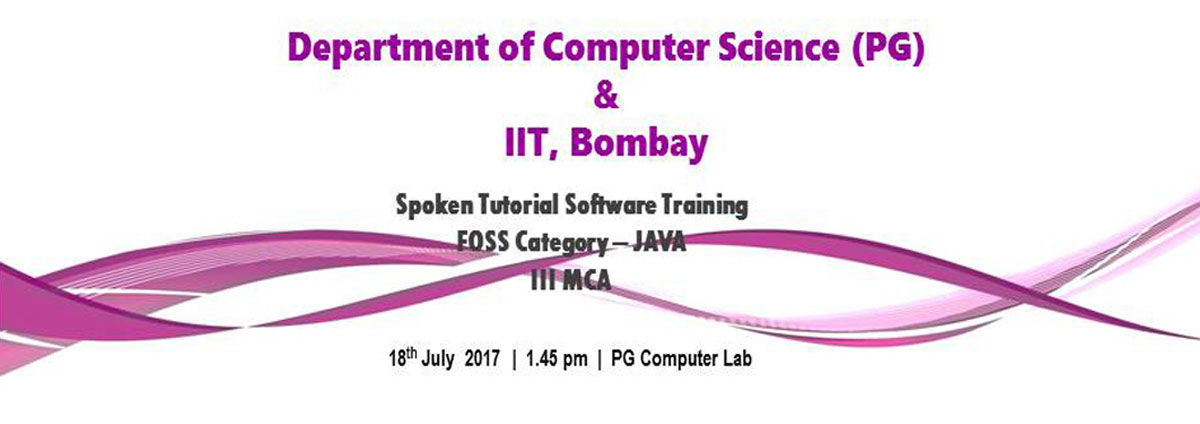 Department of Computer Science (PG)
&
IIT, Bombay
Spoken Tutorial Software Training
FOSS Category – JAVA
III MCA
18th July 2017 | 1.45 pm | PG Computer Lab